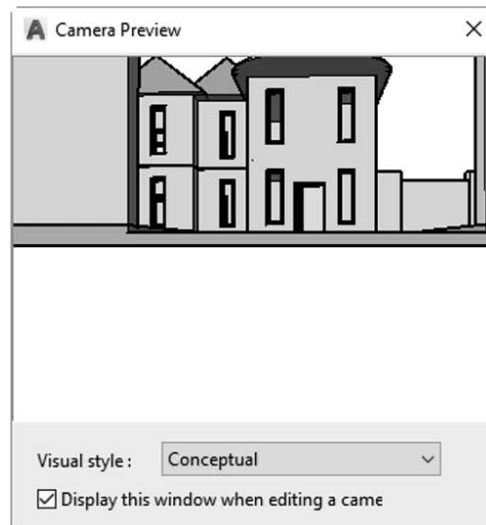 Camera Preview
Visual style : Conceptual
Display this window when editing a came